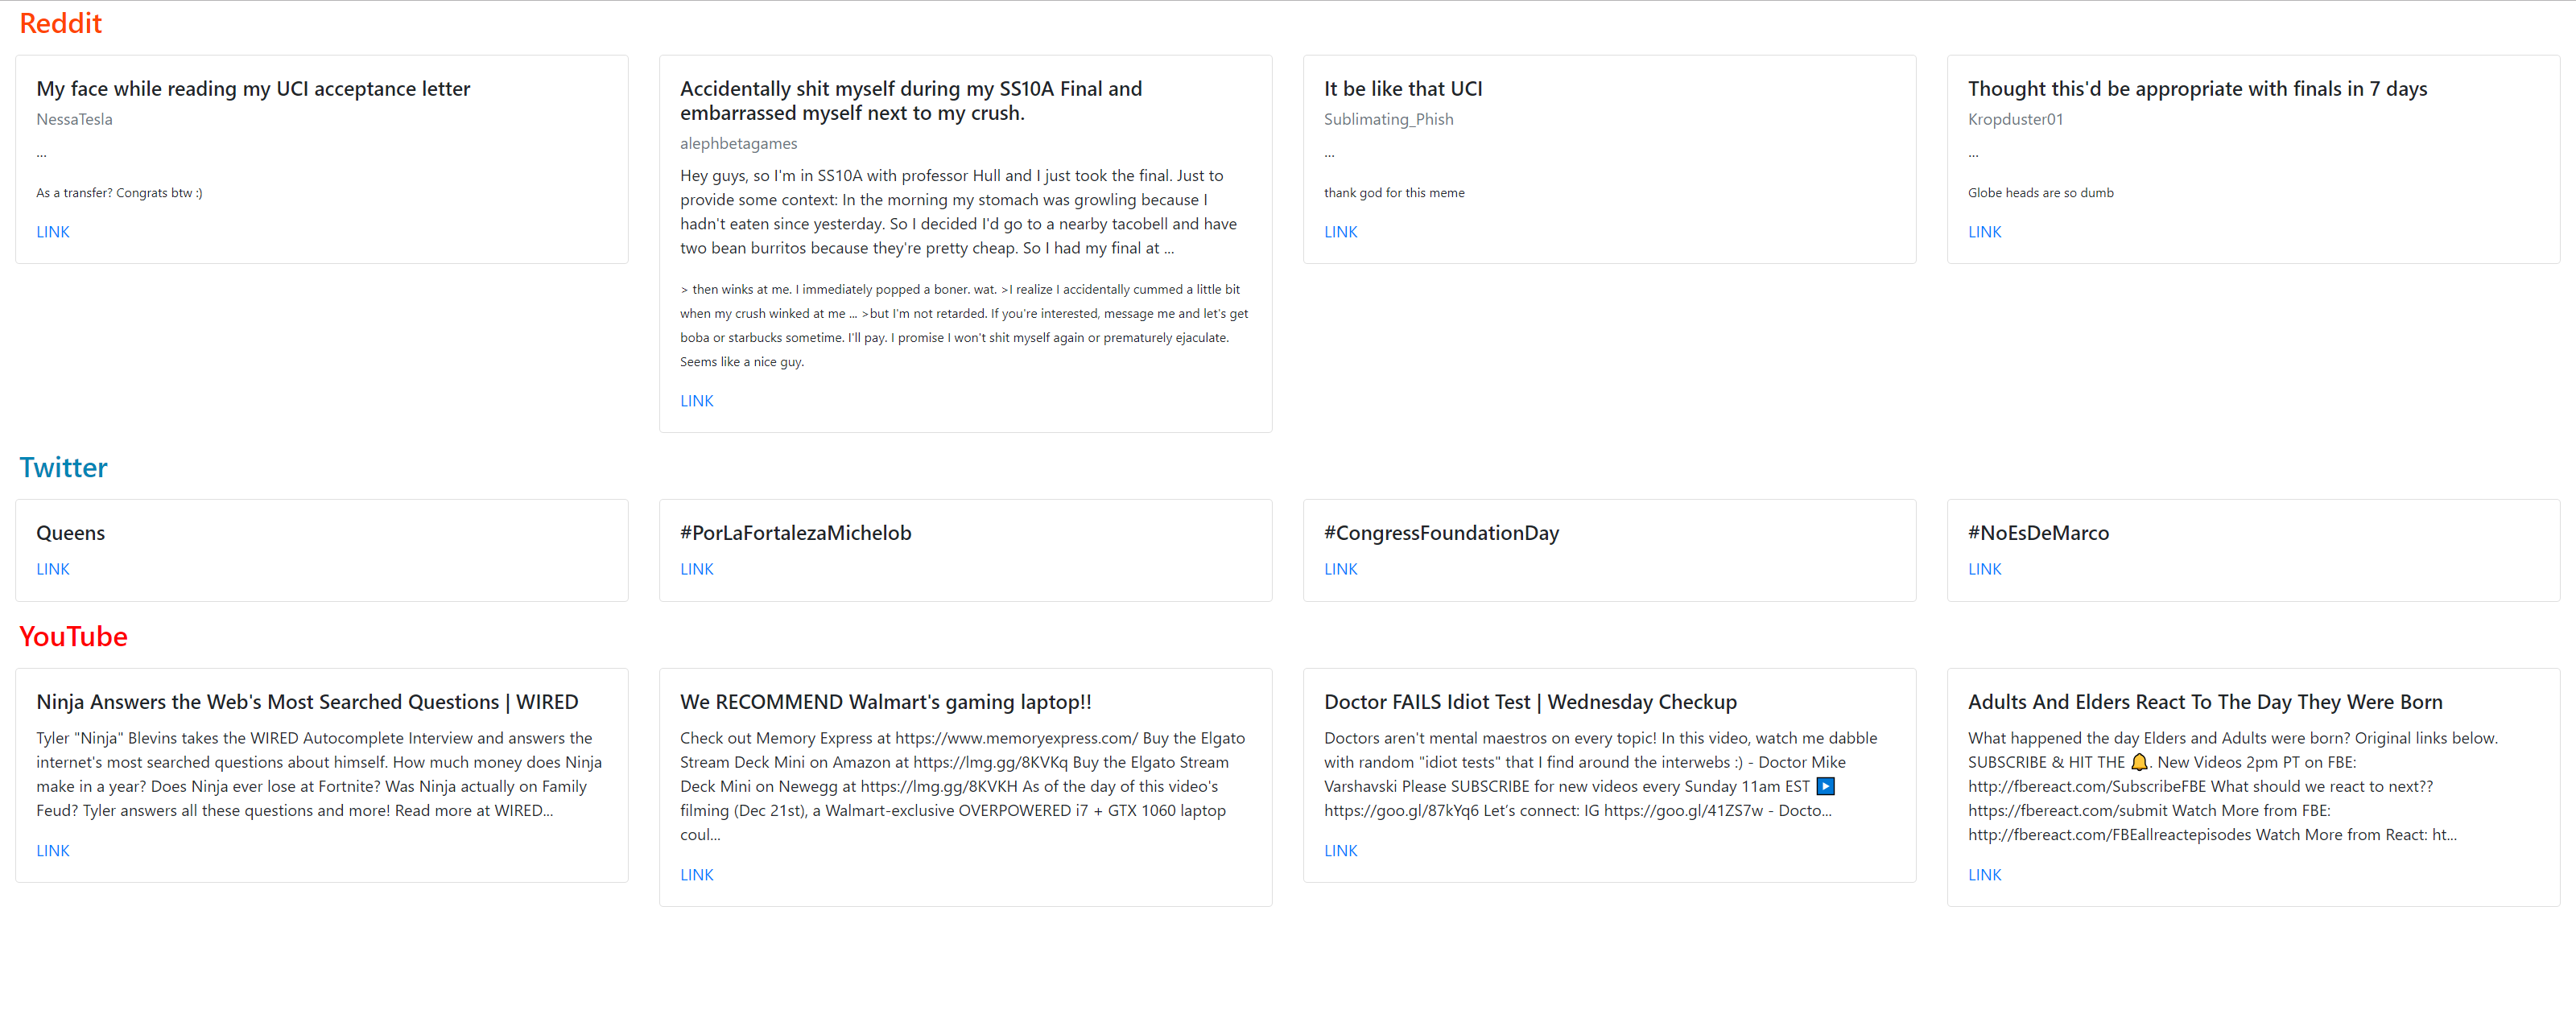 Reddit
My face while reading my UCI acceptance letter
NessaTesla
...
As a transfer? Congrats btw :)
LINK
Accidentally shit myself during my SS10A Final and
embarrassed myself next to my crush.
alephbetagames
Hey guys, so I'm in SS10A with professor Hull and I just took the final. Just to
provide some context: In the morning my stomach was growling because I
hadn't eaten since yesterday. So I decided I'd go to a nearby tacobell and have
two bean burritos because they're pretty cheap. So I had my final at ...
> then winks at me. I immediately popped a boner. wat. >I realize I accidentally cummed a little bit
when my crush winked at me ... >but I'm not retarded. If you're interested, message me and let's get
boba or starbucks sometime. I'll pay. I promise I won't shit myself again or prematurely ejaculate.
Seems like a nice guy.
LINK
It be like that UCI
Sublimating_Phish
...
thank god for this meme
LINK
Thought this'd be appropriate with finals in 7 days
Kropduster01
...
Globe heads are so dumb
LINK
Twitter
Queens
LINK
#PorLaFortalezaMichelob
LINK
#CongressFoundationDay
LINK
#NoEsDeMarco
LINK
YouTube
Ninja Answers the Web's Most Searched Questions | WIRED
Tyler "Ninja" Blevins takes the WIRED Autocomplete Interview and answers the
internet's most searched questions about himself. How much money does Ninja
make in a year? Does Ninja ever lose at Fortnite? Was Ninja actually on Family
Feud? Tyler answers all these questions and more! Read more at WIRED...
LINK
We RECOMMEND Walmart's gaming laptop!!
Check out Memory Express at https://www.memoryexpress.com/ Buy the Elgato
Stream Deck Mini on Amazon at https://lmg.gg/8KVKq Buy the Elgato Stream
Deck Mini on Newegg at https://lmg.gg/8KVKH As of the day of this video's
filming (Dec 21st), a Walmart-exclusive OVERPOWERED i7 + GTX 1060 laptop
coul...
LINK
Doctor FAILS Idiot Test | Wednesday Checkup
Doctors aren't mental maestros on every topic! In this video, watch me dabble
with random "idiot tests" that I find around the interwebs :) - Doctor Mike
Varshavski Please SUBSCRIBE for new videos every Sunday 11am EST ▶️
https://goo.gl/87kYq6 Let's connect: IG https://goo.gl/41ZS7w - Docto...
LINK
Adults And Elders React To The Day They Were Born
What happened the day Elders and Adults were born? Original links below.
SUBSCRIBE & HIT THE 🔔. New Videos 2pm PT on FBE:
http://fbereact.com/SubscribeFBE What should we react to next??
https://fbereact.com/submit Watch More from FBE:
http://fbereact.com/FBEallreactepisodes Watch More from React: ht...
LINK